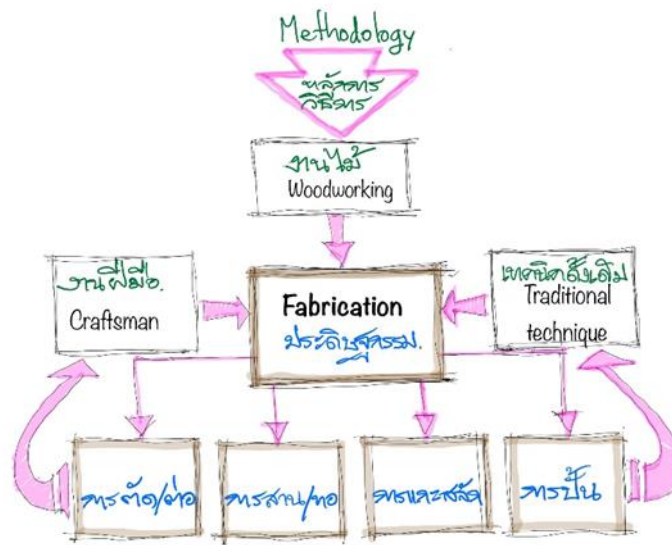 Methodology
หลักการ
วิธีการ
งานไม้
Woodworking
งานฝีมือ.
Craftsman
Fabrication
ประดิษฐกรรม.
เทคนิคดั้งเดิม
Traditional
technique
การตัด/ต่อ
การสาน/ทอ
การแกะสลัก
การปั้น